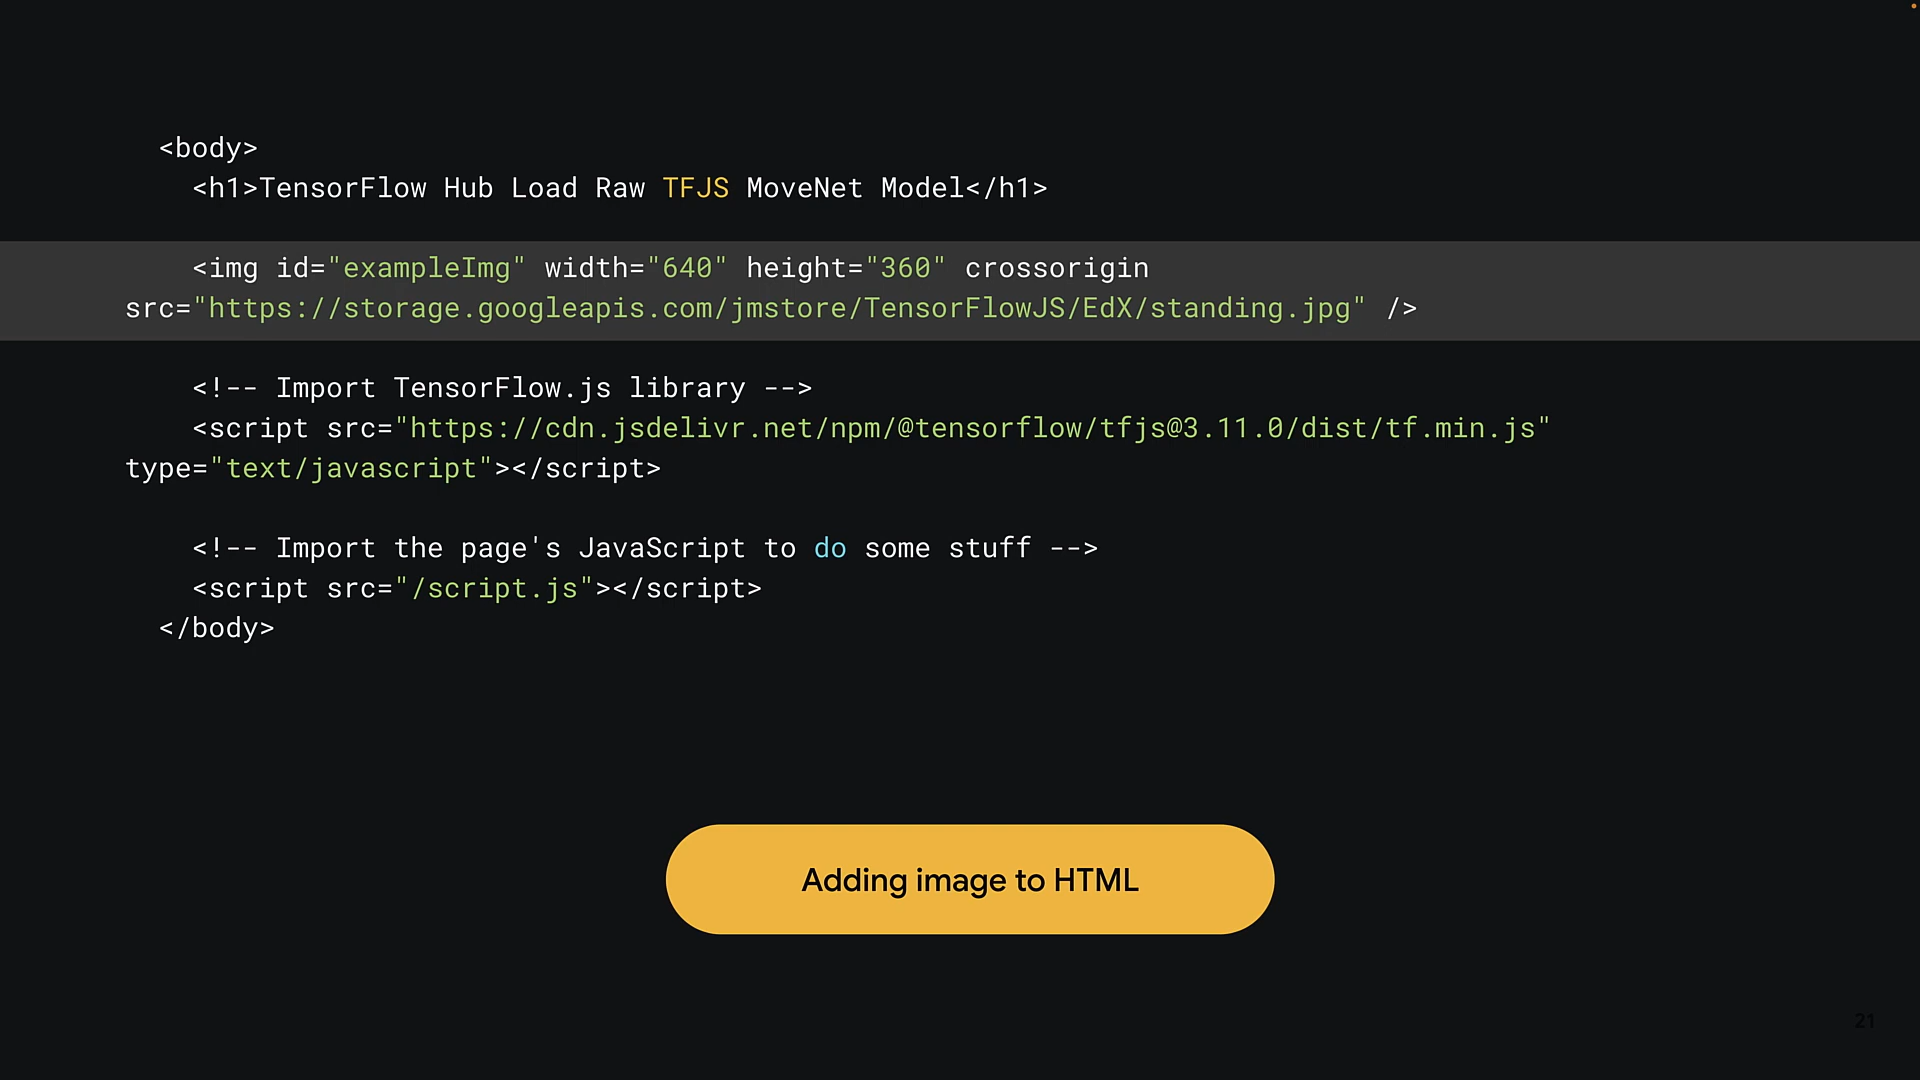 <body>
<h1>TensorFlow Hub Load Raw TFJS MoveNet Model</h1>
<img id="exampleImg" width="640" height="360" crossorigin
src="https://storage.googleapis.com/jmstore/TensorFlowJS/EdX/standing.jpg" />
<!-- Import TensorFlow.js library -->
<script src="https://cdn.jsdelivr.net/npm/@tensorflow/tfjs@3.11.0/dist/tf.min.js"
type="text/javascript"></script>
<!-- Import the page's JavaScript to do some stuff -->
<script src="/script.js"></script>
</body>
Adding image to HTML
21